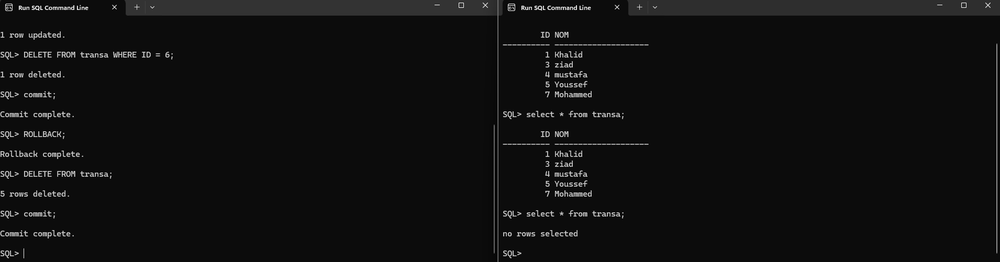 Run SQL Command Line
1 row updated.
SQL> DELETE FROM transa WHERE ID = 6;
1 row deleted.
SQL> commit;
Commit complete.
SQL> ROLLBACK;
Rollback complete.
SQL> DELETE FROM transa;
5 rows deleted.
SQL> commit;
Commit complete.
SQL>
Run SQL Command Line
        ID NOM
---------- --------------------
         1 Khalid
         3 ziad
         4 mustafa
         5 Youssef
         7 Mohammed
SQL> select * from transa;
        ID NOM
---------- --------------------
         1 Khalid
         3 ziad
         4 mustafa
         5 Youssef
         7 Mohammed
SQL> select * from transa;
no rows selected
SQL>